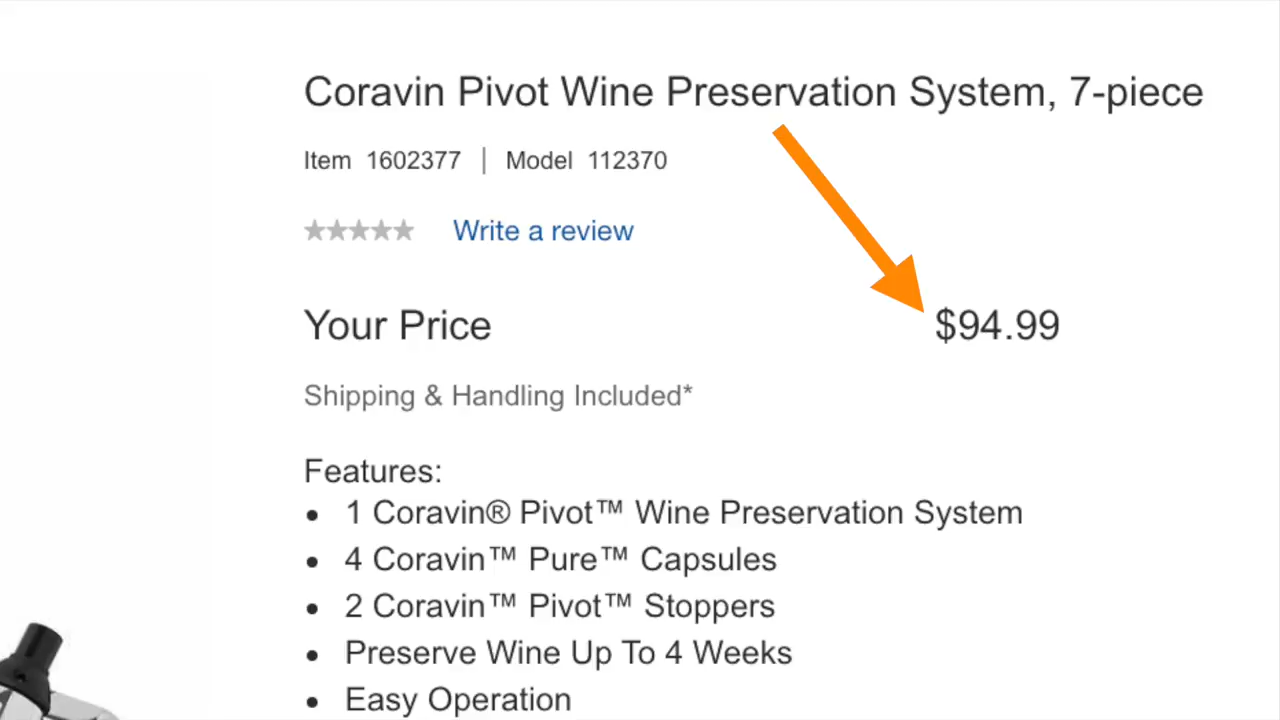 Coravin Pivot Wine Preservation System, 7-piece
Item 1602377 | Model 112370
Write a review
Your Price $94.99
Shipping & Handling Included*
Features:
• 1 Coravin® Pivot™ Wine Preservation System
• 4 Coravin™ Pure™ Capsules
• 2 Coravin™ Pivot™ Stoppers
• Preserve Wine Up To 4 Weeks
• Easy Operation